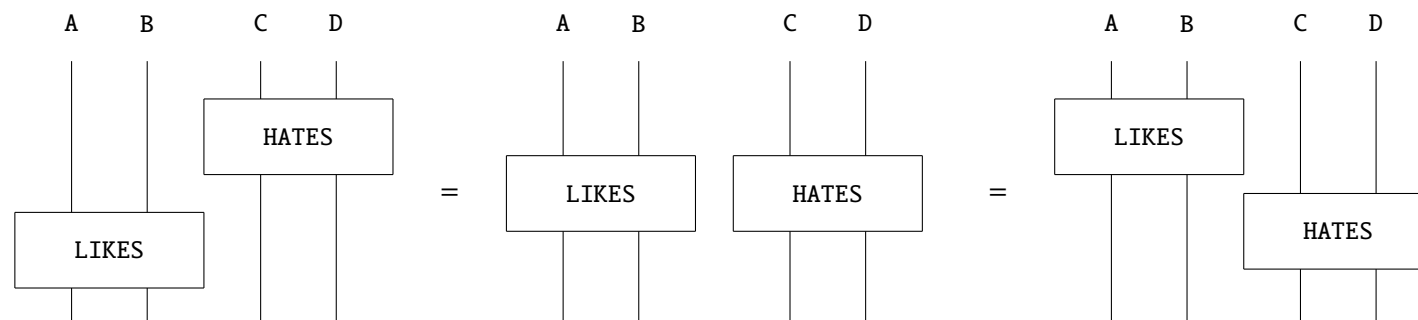 A B C D A B C D A B C D
HATES LIKES
= LIKES HATES =
LIKES HATES